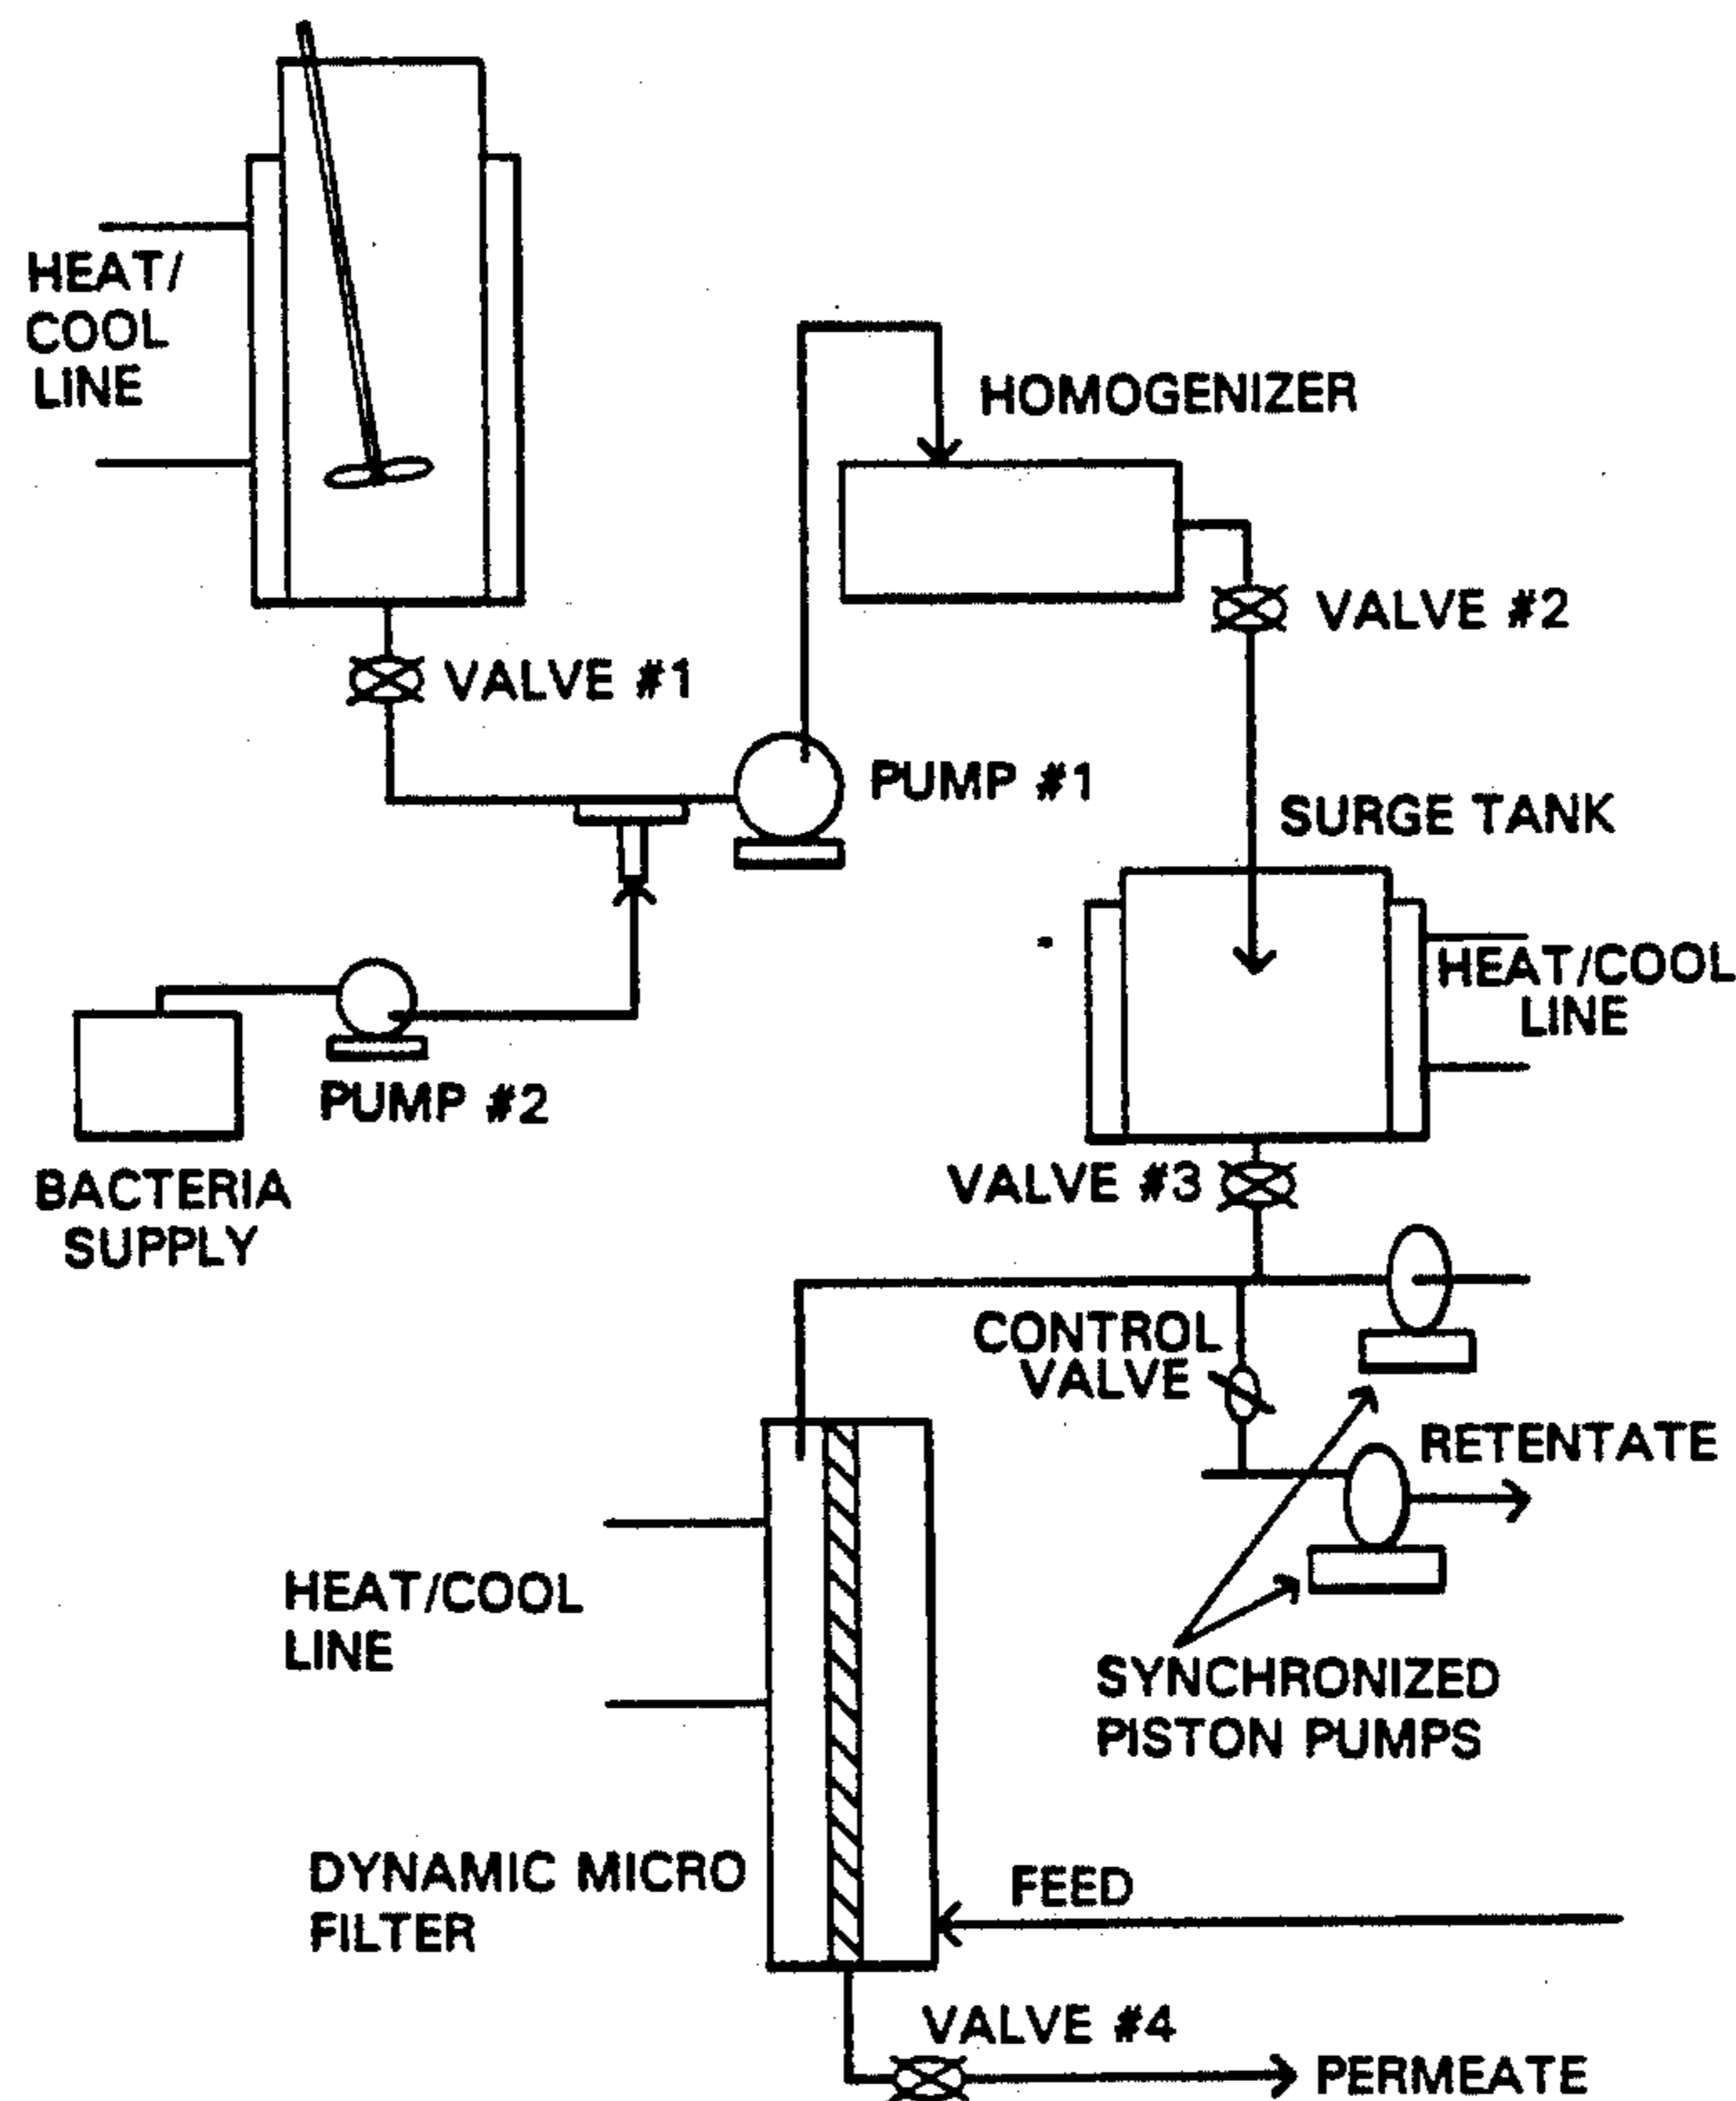 HEAT/
COOL
LINE
HOMOGENIZER
VALVE #2
VALVE #1
PUMP #1
SURGE TANK
HEAT/COOL
LINE
PUMP #2
BACTERIA
SUPPLY
VALVE #3
CONTROL
VALVE
RETENTATE
HEAT/COOL
LINE
SYNCHRONIZED
PISTON PUMPS
DYNAMIC MICRO
FILTER
FEED
VALVE #4
PERMEATE